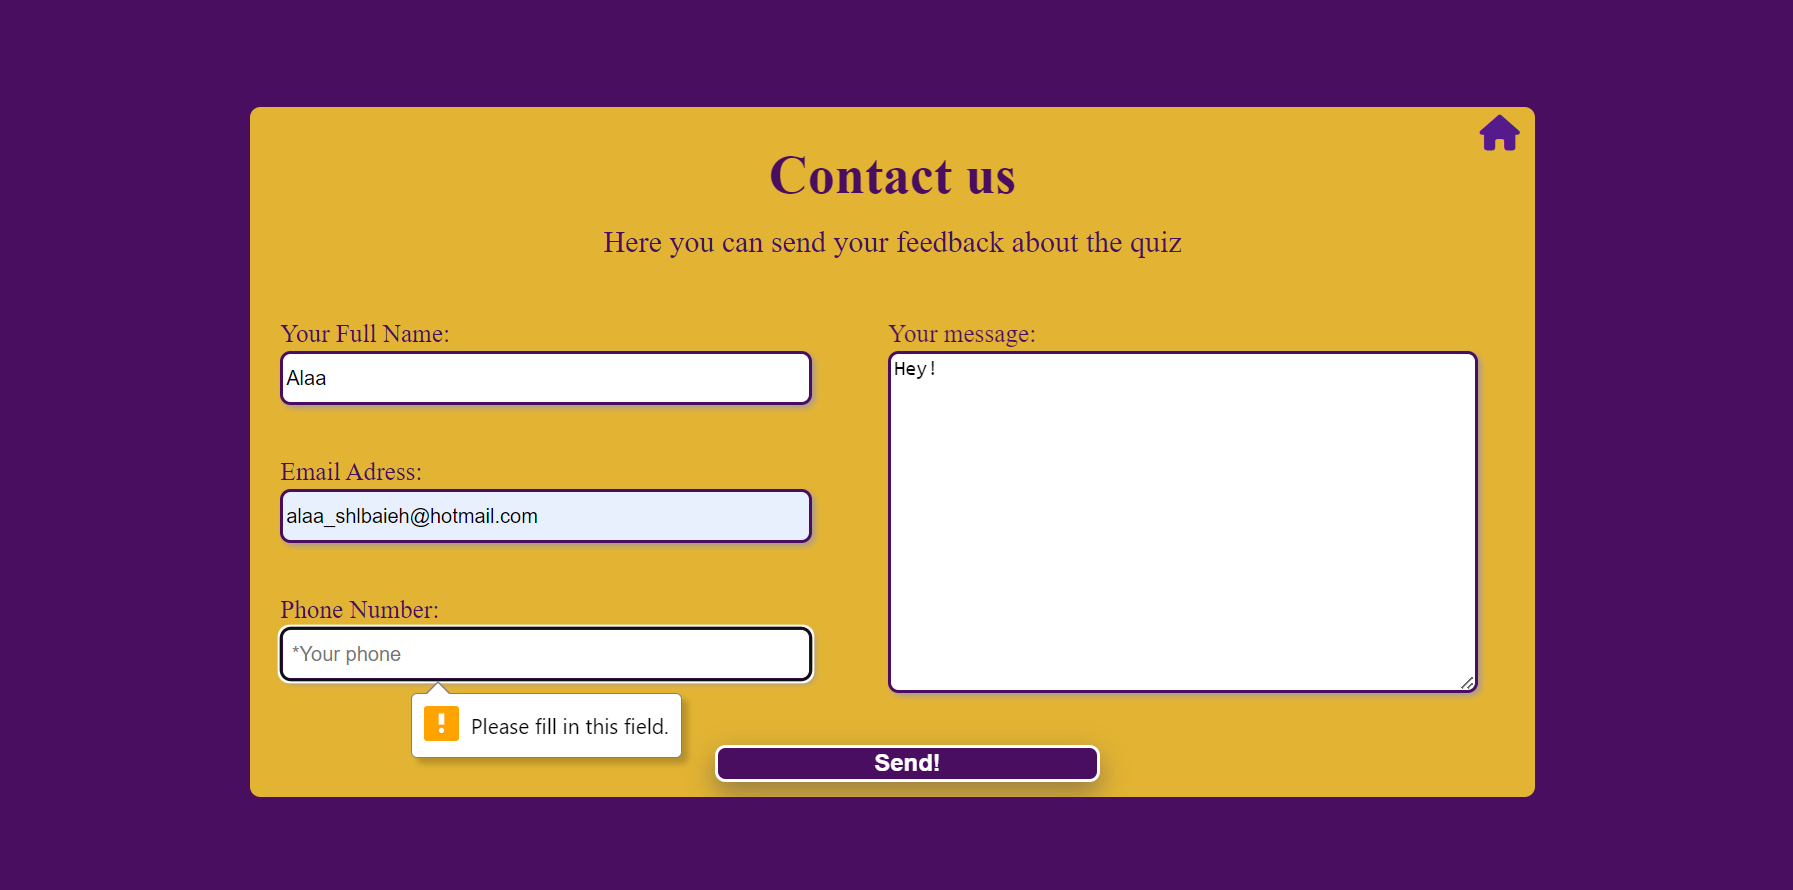 Contact us
Here you can send your feedback about the quiz
Your Full Name:
Alaa
Email Adress:
alaa_shlbaieh@hotmail.com
Phone Number:
*Your phone
Please fill in this field.
Your message:
Hey!
Send!